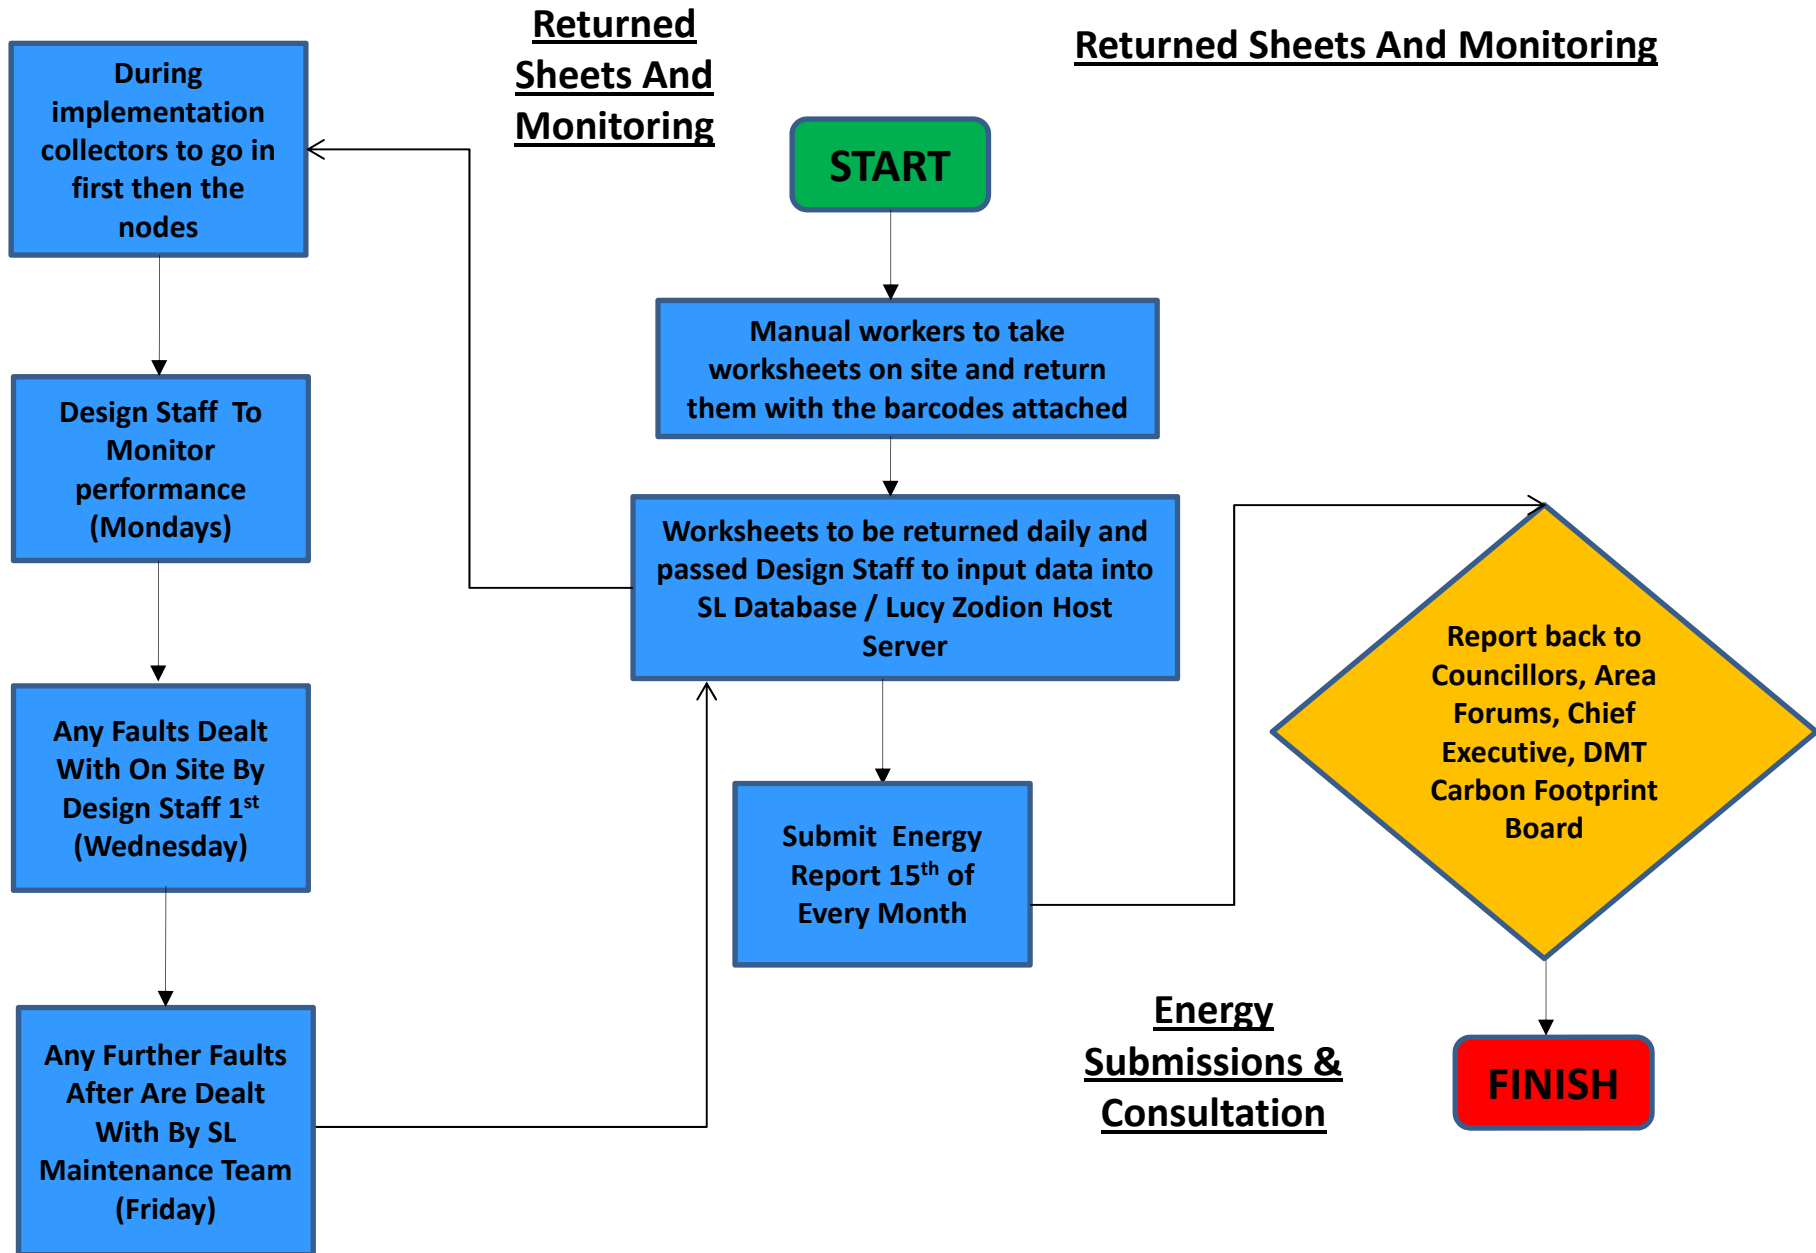 Returned
Sheets And
Monitoring
Returned Sheets And Monitoring
During
implementation
collectors to go in
first then the
nodes
START
Manual workers to take
worksheets on site and return
them with the barcodes attached
Design Staff To
Monitor
performance
(Mondays)
Worksheets to be returned daily and
passed Design Staff to input data into
SL Database / Lucy Zodion Host
Server
Report back to
Councillors, Area
Forums, Chief
Executive, DMT
Carbon Footprint
Board
Any Faults Dealt
With On Site By
Design Staff 1st
(Wednesday)
Submit Energy
Report 15th of
Every Month
Energy
Submissions &
Consultation
FINISH
Any Further Faults
After Are Dealt
With By SL
Maintenance Team
(Friday)